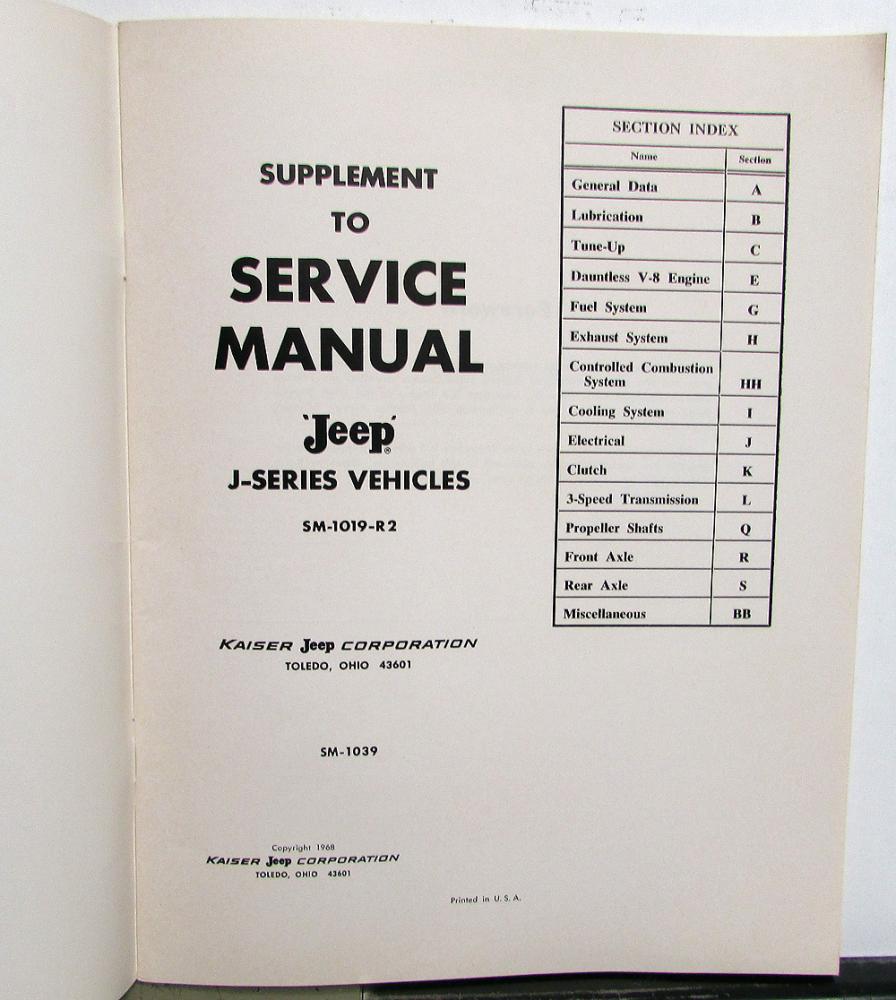 SUPPLEMENT
TO
SERVICE
MANUAL
'Jeep'®
J-SERIES VEHICLES
SM-1019-R2
KAISER Jeep CORPORATION
TOLEDO, OHIO 43601
SM-1039
Copyright 1968
KAISER Jeep CORPORATION
TOLEDO, OHIO 43601
Printed in U. S. A.
SECTION INDEX
Name Section
General Data A
Lubrication B
Tune-Up C
Dauntless V-8 Engine E
Fuel System G
Exhaust System H
Controlled Combustion
System HH
Cooling System I
Electrical J
Clutch K
3-Speed Transmission L
Propeller Shafts Q
Front Axle R
Rear Axle S
Miscellaneous BB